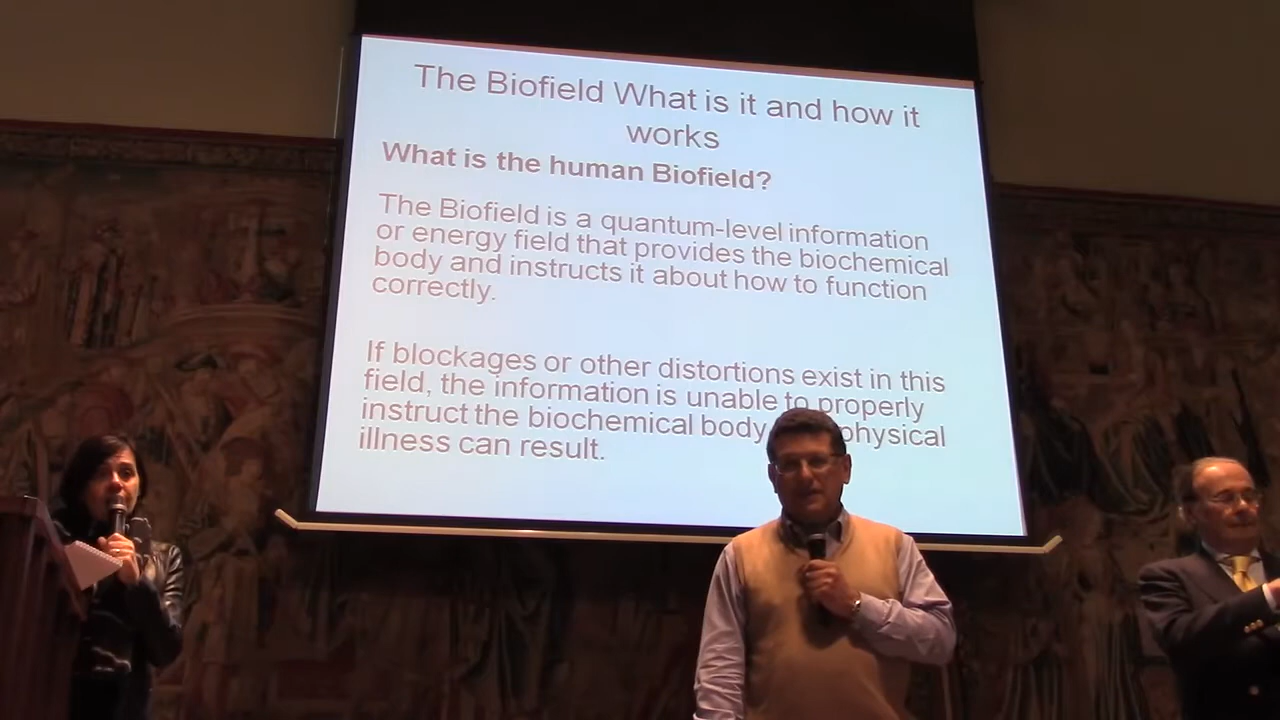 The Biofield What is it and how it
works
What is the human Biofield?
The Biofield is a quantum-level information
or energy field that provides the biochemical
body and instructs it about how to function
correctly.
If blockages or other distortions exist in this
field, the information is unable to properly
instruct the biochemical body physical
illness can result.